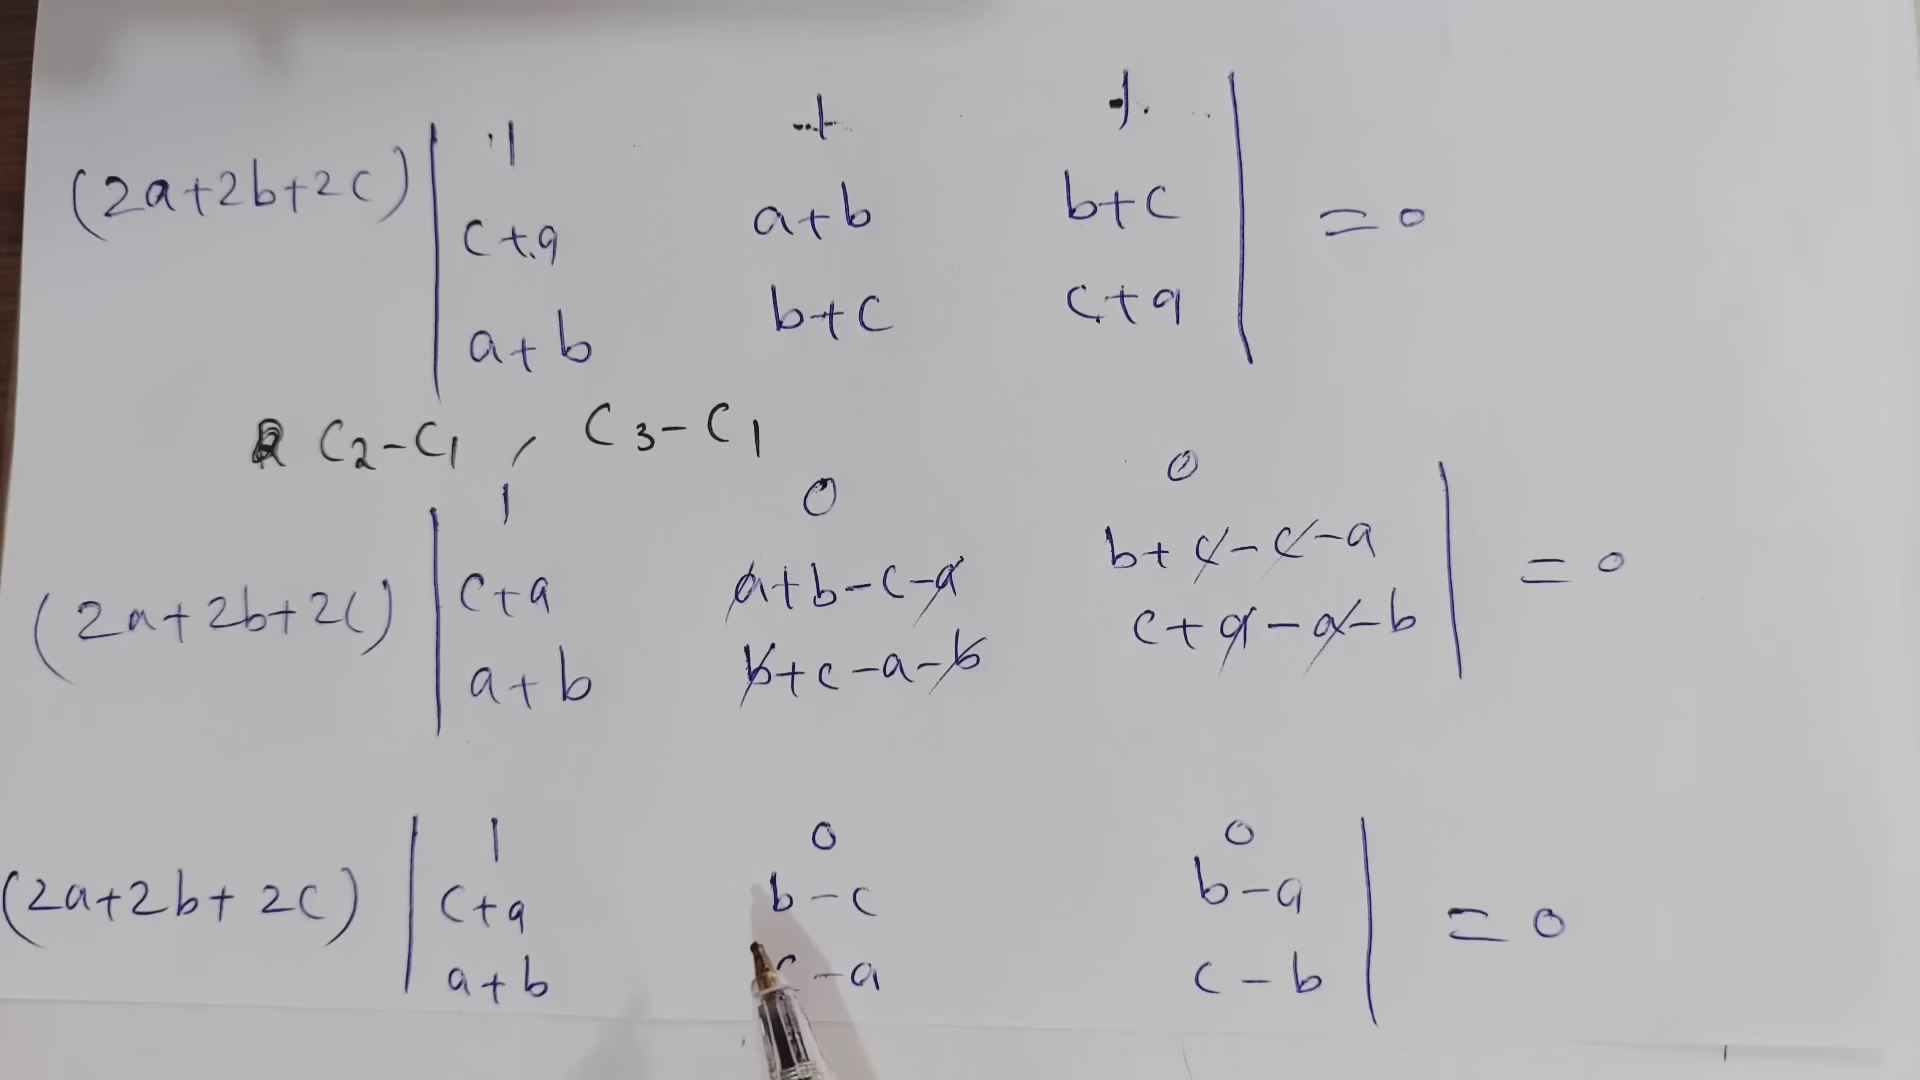 1 1 1
(2a+2b+2c) | c+a a+b b+c | = 0
a+b b+c c+a
C2-C1 , C3-C1
1 0 0
(2a+2b+2c) | c+a a+b-c-a b+c-c-a | = 0
a+b b+c-a-b c+a-a-b
1 0 0
(2a+2b+2c) | c+a b-c b-a | = 0
a+b c-a c-b